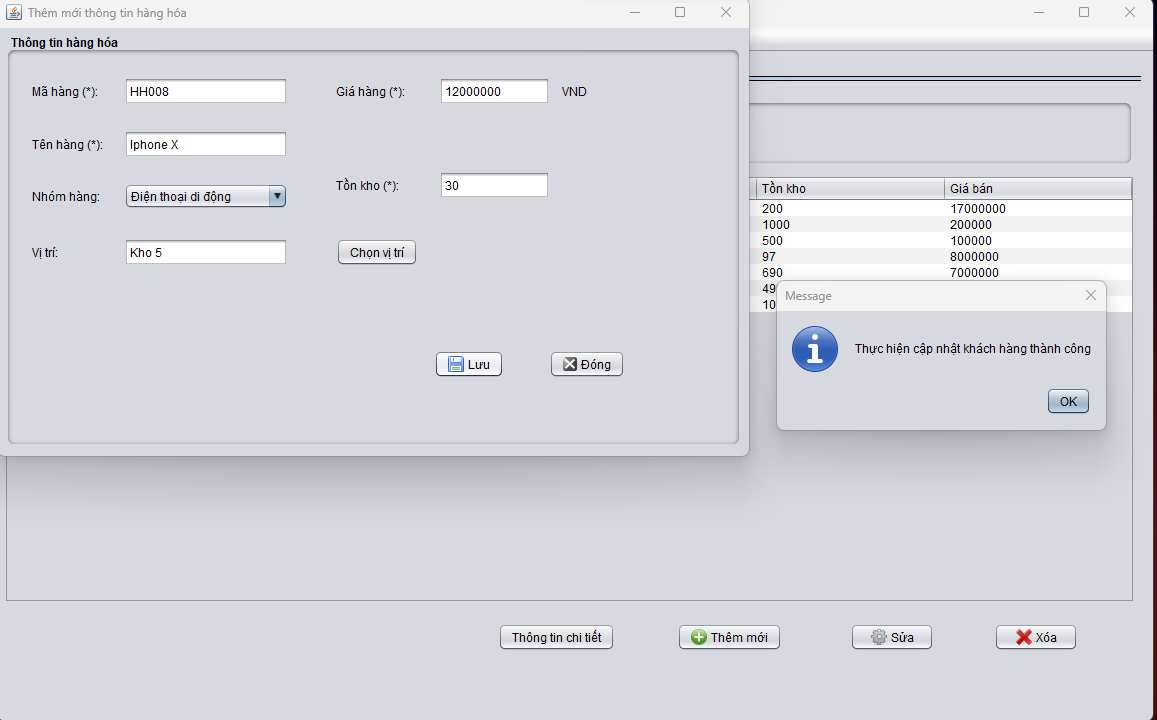 Thêm mới thông tin hàng hóa
Thông tin hàng hóa
Mã hàng (*): HH008 Giá hàng (*): 12000000 VND
Tên hàng (*): Iphone X
Tồn kho (*): 30
Nhóm hàng: Điện thoại di động
Vị trí: Kho 5 Chọn vị trí
Lưu Đóng
Tồn kho Giá bán
200 17000000
1000 200000
500 100000
97 8000000
690 7000000
49
10
Message
Thực hiện cập nhật khách hàng thành công
OK
Thông tin chi tiết Thêm mới Sửa Xóa